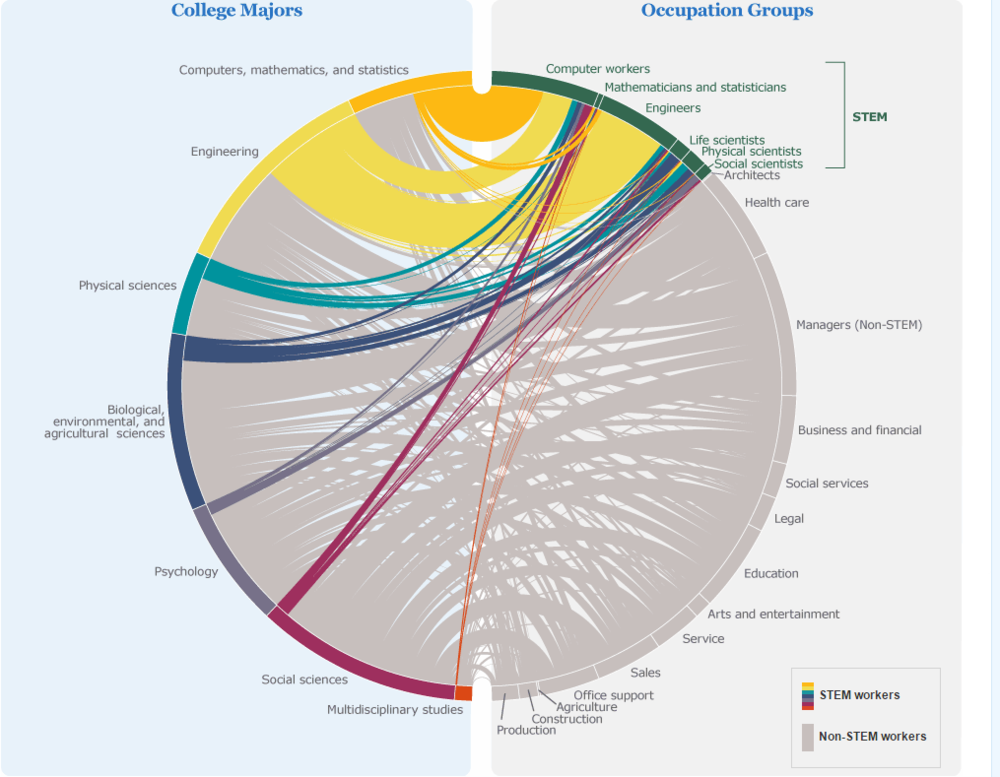 College Majors
Occupation Groups
Computers, mathematics, and statistics
Engineering
Physical sciences
Biological,
environmental, and
agricultural sciences
Psychology
Social sciences
Multidisciplinary studies
Computer workers
Mathematicians and statisticians
Engineers
Life scientists
Physical scientists
Social scientists
STEM
Architects
Health care
Managers (Non-STEM)
Business and financial
Social services
Legal
Education
Arts and entertainment
Service
Sales
Office support
Agriculture
Construction
Production
STEM workers
Non-STEM workers